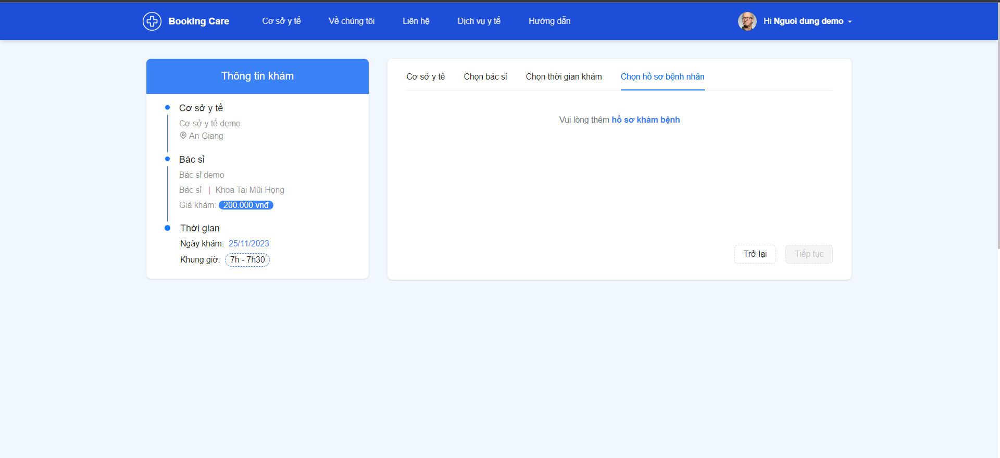 Booking Care
Cơ sở y tế
Về chúng tôi
Liên hệ
Dịch vụ y tế
Hướng dẫn
Hi Nguoi dung demo
Thông tin khám
Cơ sở y tế
Cơ sở y tế demo
An Giang
Bác sỉ
Bác sỉ demo
Bác sỉ | Khoa Tai Mũi Họng
Giá khám: 200.000 vnđ
Thời gian
Ngày khám: 25/11/2023
Khung giờ: 7h - 7h30
Cơ sở y tế
Chọn bác sỉ
Chọn thời gian khám
Chọn hồ sơ bệnh nhân
Vui lòng thêm hồ sơ khám bệnh
Trở lại
Tiếp tục